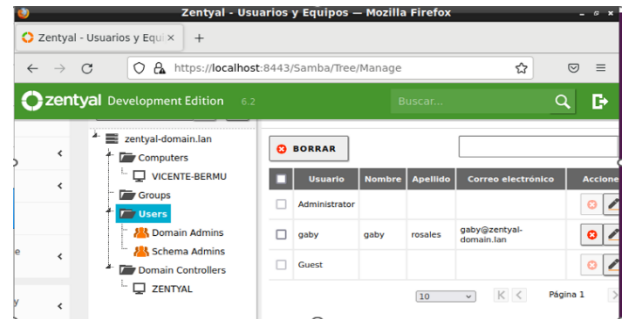 Zentyal - Usuarios y Equipos — Mozilla Firefox
Zentyal - Usuarios y Equi
https://localhost:8443/Samba/Tree/Manage
zentyal Development Edition 6.2
Buscar...
zentyal-domain.lan
Computers
VICENTE-BERMU
Groups
Users
Domain Admins
Schema Admins
Domain Controllers
ZENTYAL
BORRAR
Usuario Nombre Apellido Correo electrónico Accione
Administrator
gaby gaby rosales gaby@zentyal-
domain.lan
Guest
10 Página 1